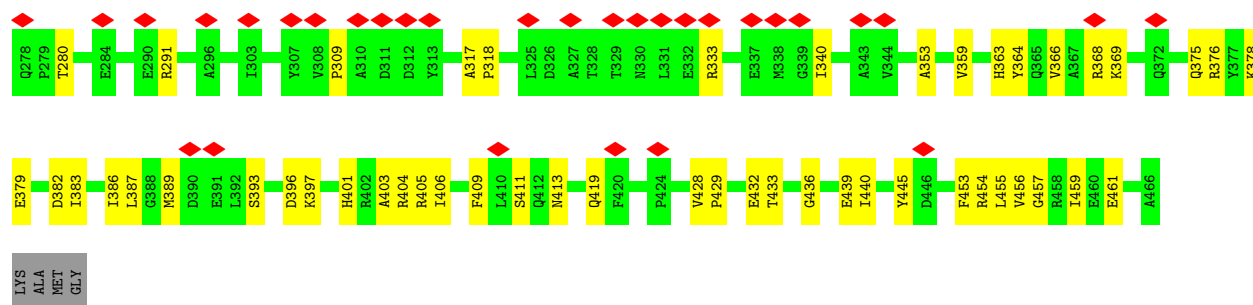 Q278 P279 T280 E284 E290 R291 A296 I303 Y307 V308 P309 A310 D311 D312 Y313 A317 P318 L325 D326 A327 T328 T329 N330 L331 E332 R333 E337 M338 G339 I340 A343 V344 A353 V359 H363 Y364 Q365 V366 A367 R368 K369 Q372 Q375 R376 Y377 K378
E379 D382 I383 I386 L387 G388 M389 D390 E391 L392 S393 D396 K397 H401 R402 A403 R404 R405 I406 F409 L410 S411 Q412 N413 Q419 F420 P424 V428 P429 E432 T433 G436 E439 I440 Y445 D446 F453 R454 L455 V456 G457 R458 I459 E460 E461 A466
LYS ALA MET GLY